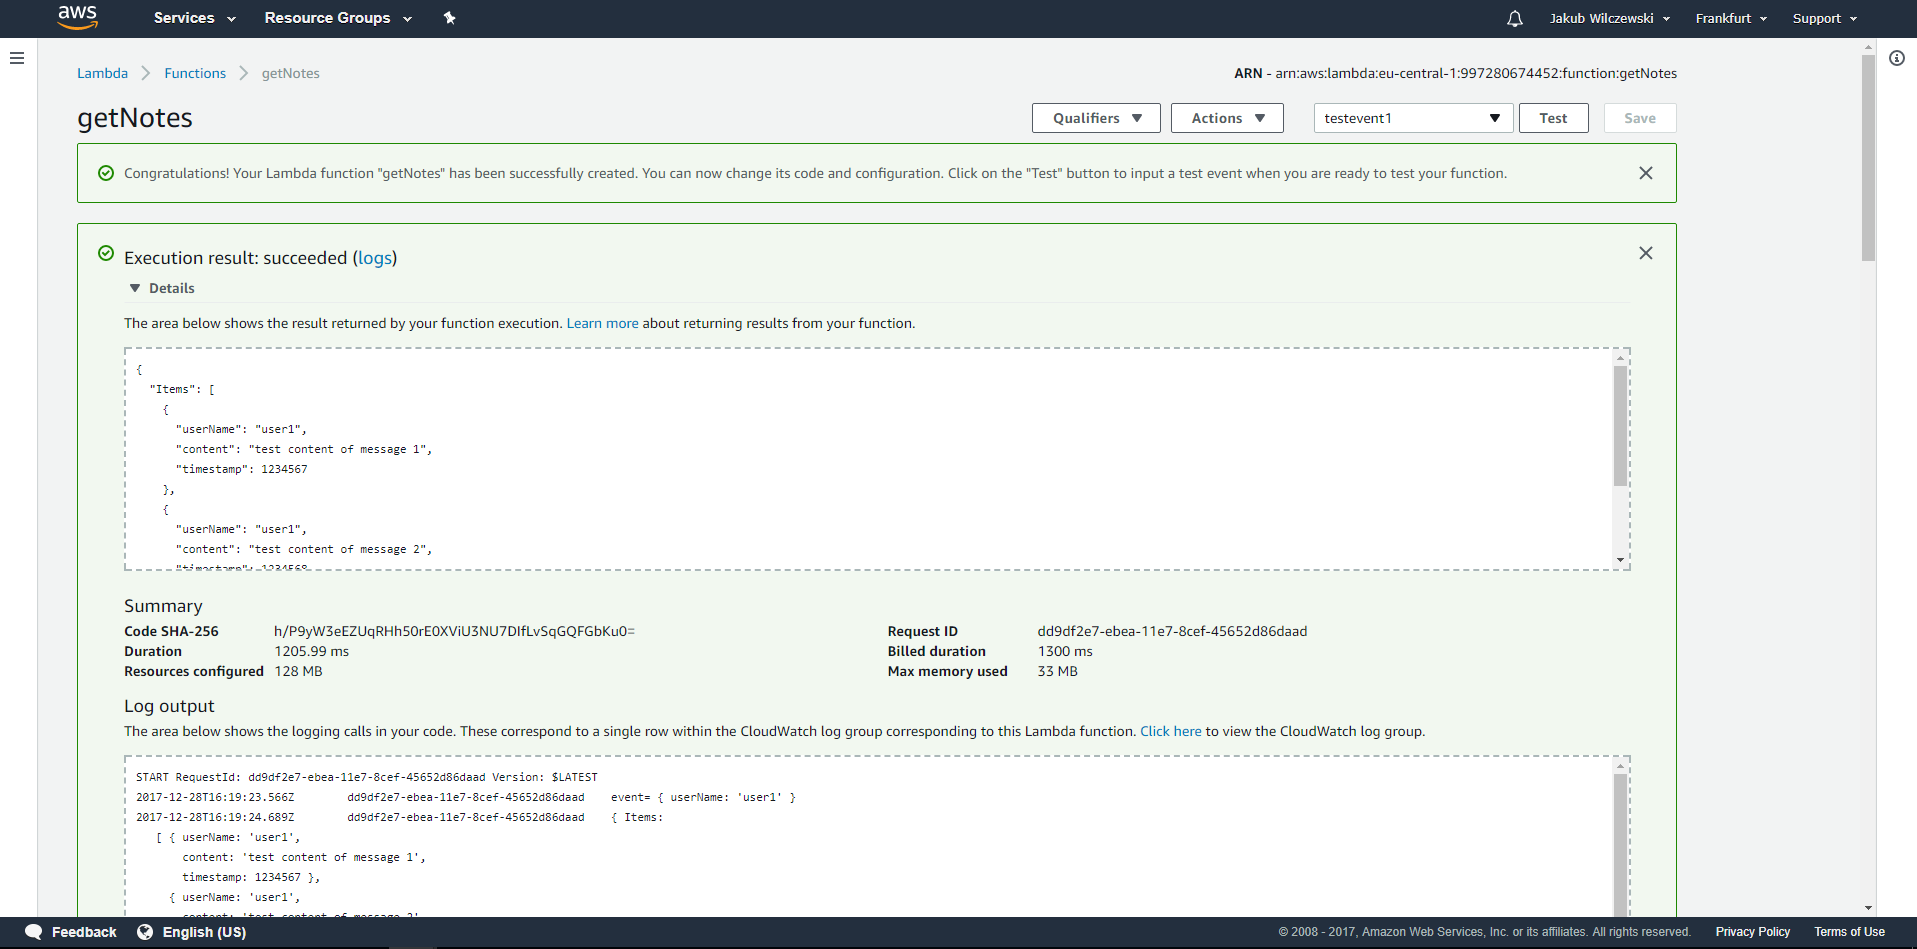 aws Services Resource Groups Jakub Wilczewski Frankfurt Support
Lambda Functions getNotes ARN - arn:aws:lambda:eu-central-1:997280674452:function:getNotes
getNotes Qualifiers Actions testevent1 Test Save
Congratulations! Your Lambda function "getNotes" has been successfully created. You can now change its code and configuration. Click on the "Test" button to input a test event when you are ready to test your function.
Execution result: succeeded (logs)
Details
The area below shows the result returned by your function execution. Learn more about returning results from your function.
{
"Items": [
{
"userName": "user1",
"content": "test content of message 1",
"timestamp": 1234567
},
{
"userName": "user1",
"content": "test content of message 2",
"timestamp": 1234568
Summary
Code SHA-256 h/P9yW3eEZUqRHh50rE0XViU3NU7DIfLvSqGQFGbKu0= Request ID dd9df2e7-ebea-11e7-8cef-45652d86daad
Duration 1205.99 ms Billed duration 1300 ms
Resources configured 128 MB Max memory used 33 MB
Log output
The area below shows the logging calls in your code. These correspond to a single row within the CloudWatch log group corresponding to this Lambda function. Click here to view the CloudWatch log group.
START RequestId: dd9df2e7-ebea-11e7-8cef-45652d86daad Version: $LATEST
2017-12-28T16:19:23.566Z dd9df2e7-ebea-11e7-8cef-45652d86daad event= { userName: 'user1' }
2017-12-28T16:19:24.689Z dd9df2e7-ebea-11e7-8cef-45652d86daad { Items:
[ { userName: 'user1',
content: 'test content of message 1',
timestamp: 1234567 },
{ userName: 'user1',
content: 'test content of message 2'
Feedback English (US) © 2008 - 2017, Amazon Web Services, Inc. or its affiliates. All rights reserved. Privacy Policy Terms of Use